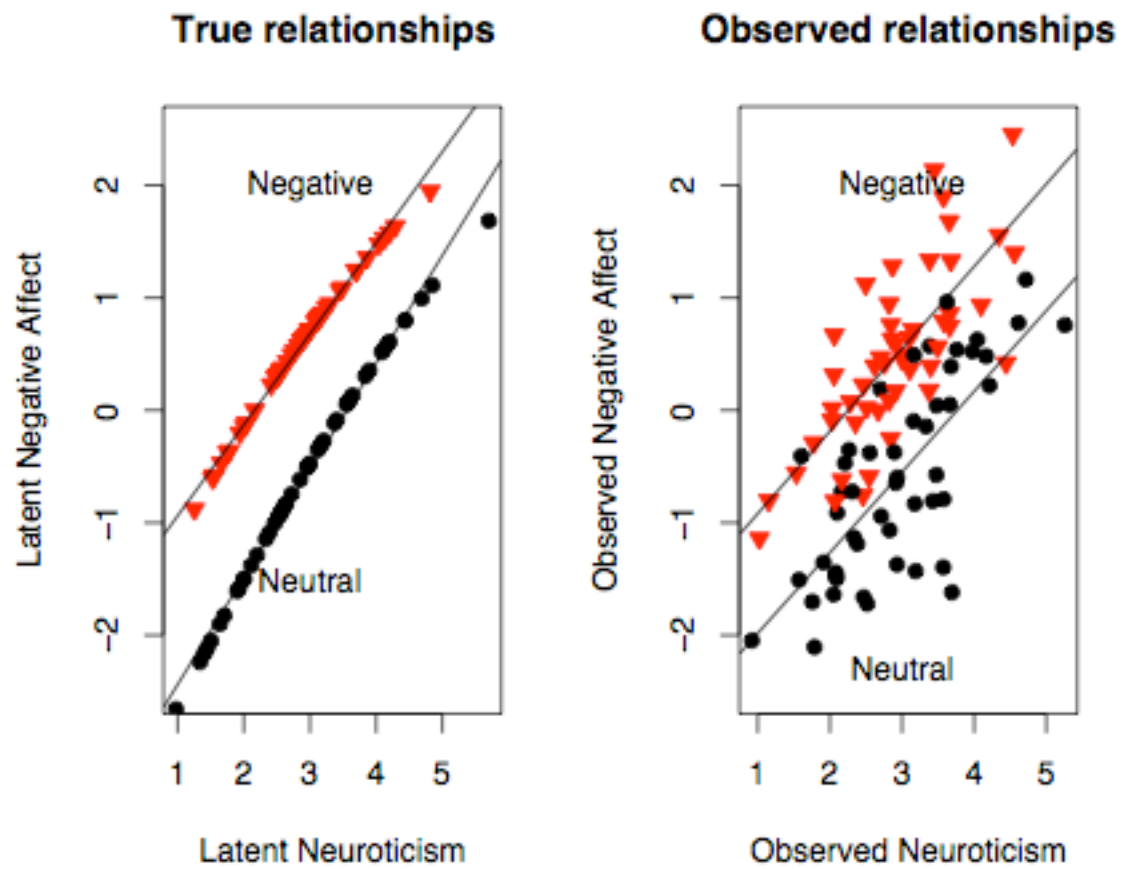 True relationships
Latent Negative Affect
2
1
0
−1
−2
Negative
Neutral
1 2 3 4 5
Latent Neuroticism
Observed relationships
Observed Negative Affect
2
1
0
−1
−2
Negative
Neutral
1 2 3 4 5
Observed Neuroticism